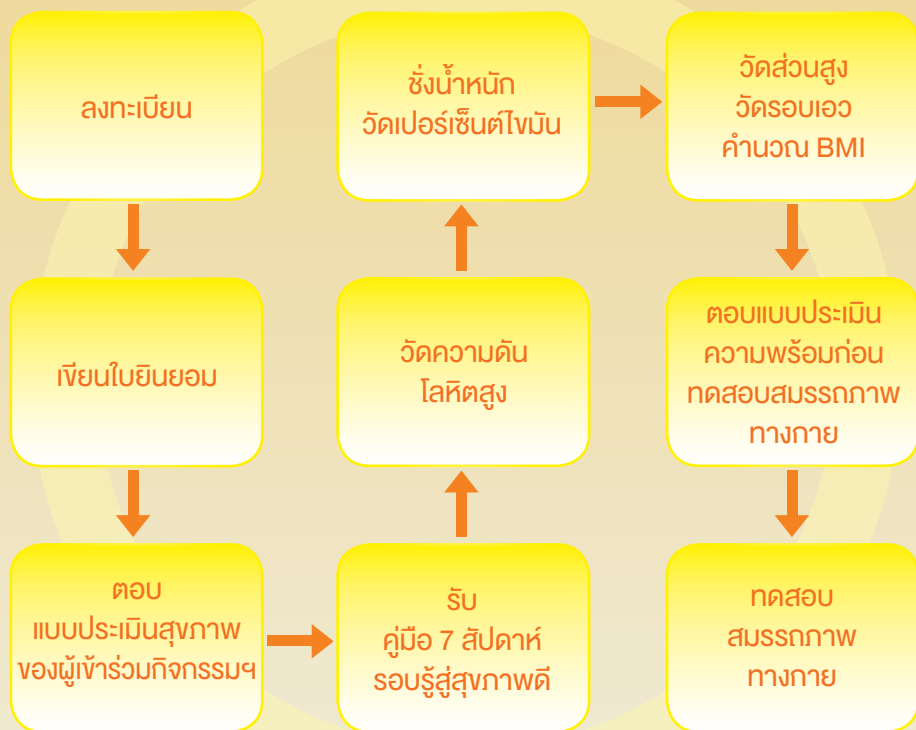 ลงทะเบียน
เขียนใบยินยอม
ตอบ
แบบประเมินสุขภาพ
ของผู้เข้าร่วมกิจกรรมฯ
รับ
คู่มือ 7 สัปดาห์
รอบรู้สู่สุขภาพดี
วัดความดัน
โลหิตสูง
ชั่งน้ำหนัก
วัดเปอร์เซ็นต์ไขมัน
วัดส่วนสูง
วัดรอบเอว
คำนวณ BMI
ตอบแบบประเมิน
ความพร้อมก่อน
ทดสอบสมรรถภาพ
ทางกาย
ทดสอบ
สมรรถภาพ
ทางกาย